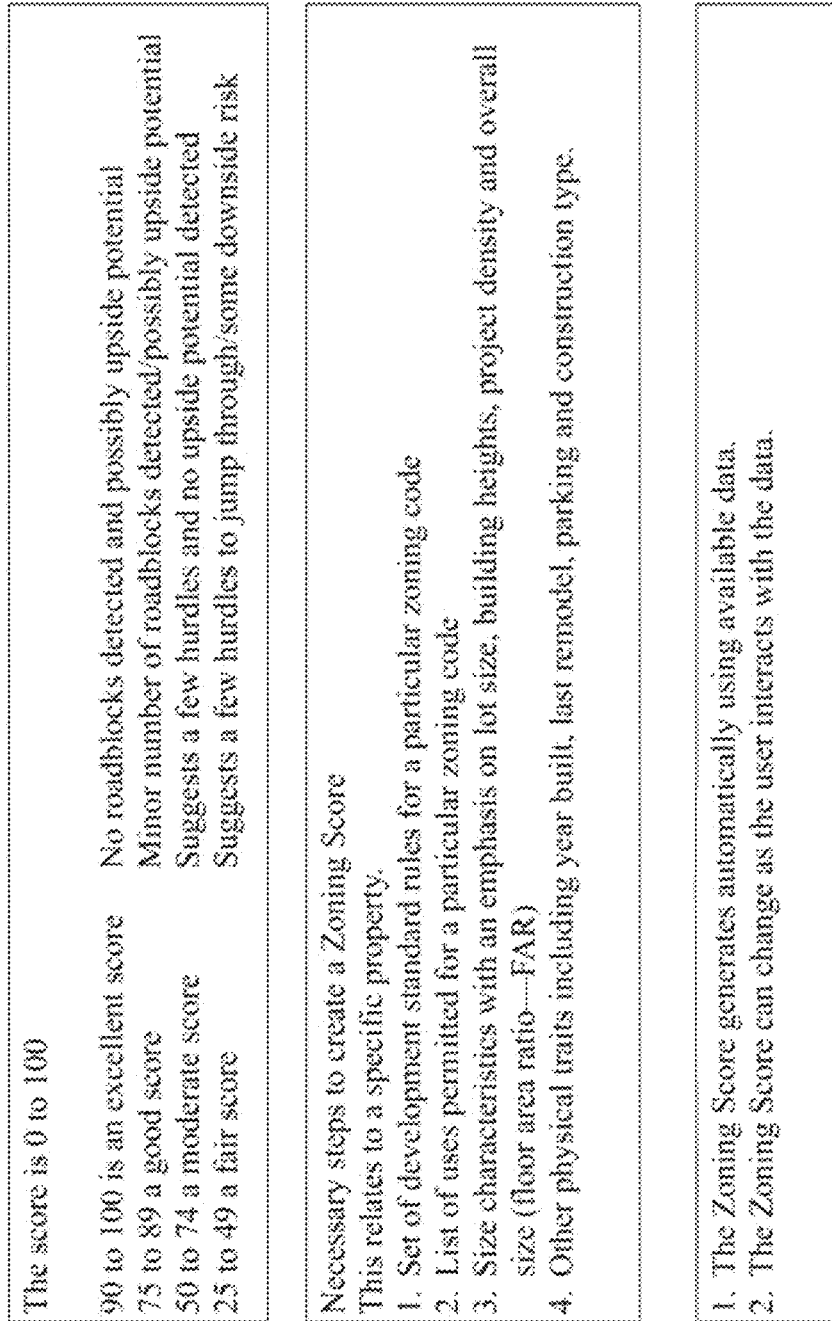 The score is 0 to 100
90 to 100 is an excellent score No roadblocks detected and possibly upside potential
75 to 89 a good score Minor number of roadblocks detected/possibly upside potential
50 to 74 a moderate score Suggests a few hurdles and no upside potential detected
25 to 49 a fair score Suggests a few hurdles to jump through/some downside risk
Necessary steps to create a Zoning Score
This relates to a specific property.
1. Set of development standard rules for a particular zoning code
2. List of uses permitted for a particular zoning code
3. Size characteristics with an emphasis on lot size, building heights, project density and overall
size (floor area ratio---FAR)
4. Other physical traits including year built, last remodel, parking and construction type.
1. The Zoning Score generates automatically using available data.
2. The Zoning Score can change as the user interacts with the data.